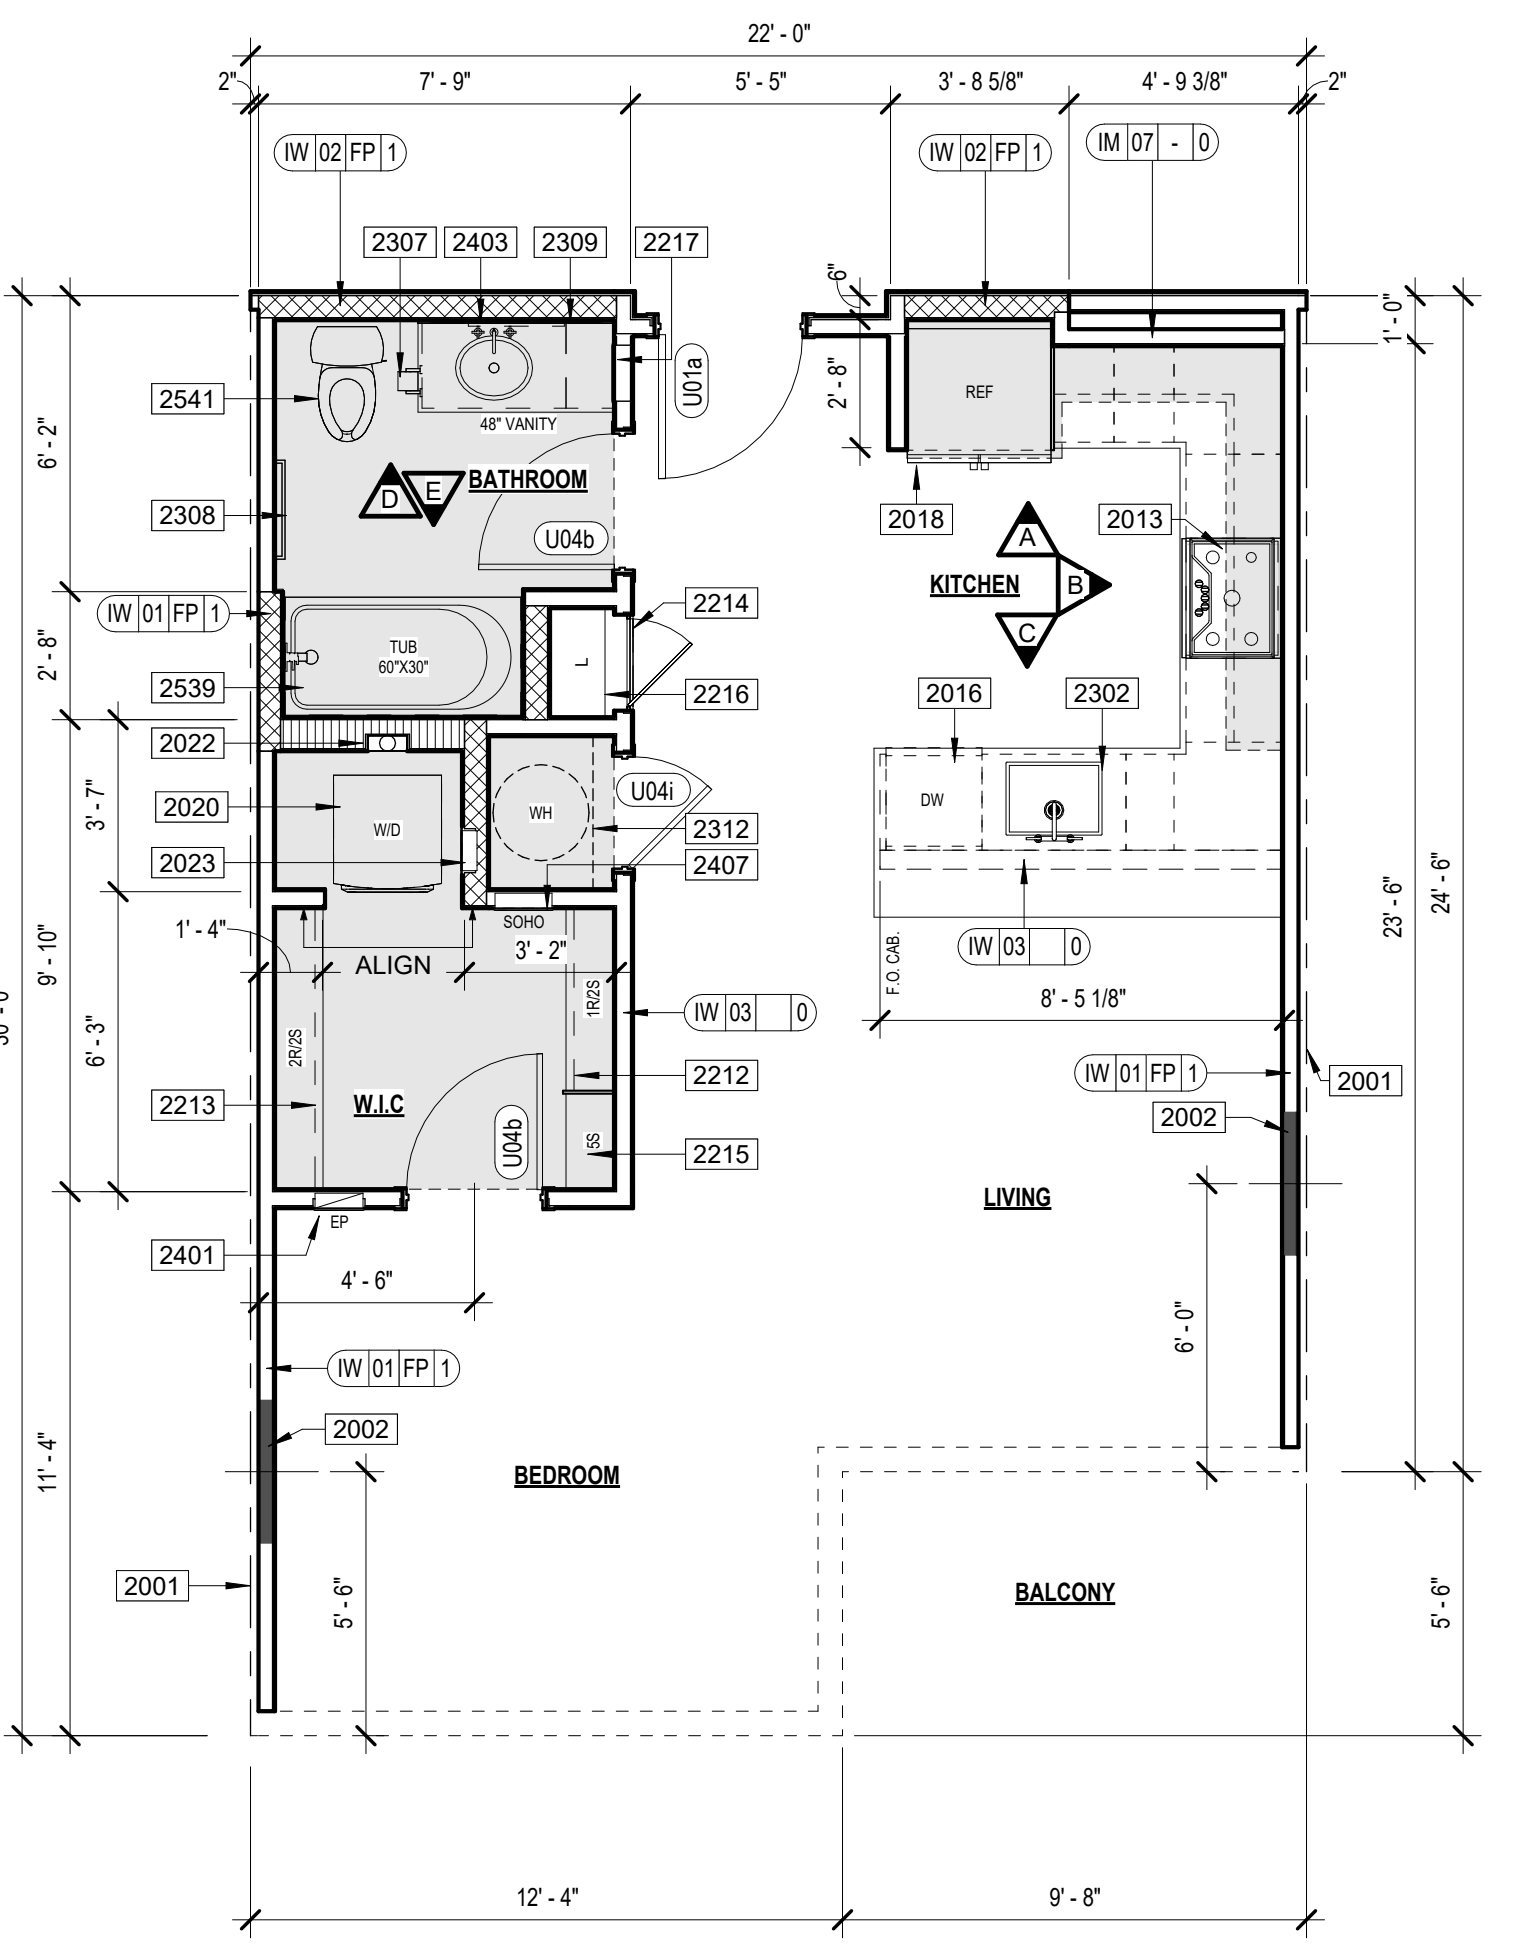 22' - 0"
2"
7' - 9"
5' - 5"
3' - 8 5/8"
4' - 9 3/8"
2"
IW 02 FP 1
IW 02 FP 1
IM 07 - 0
2307
2403
2309
2217
6"
1' - 0"
U01a
2' - 8"
REF
2541
48" VANITY
6' - 2"
D
E
BATHROOM
2308
U04b
2018
2013
A
KITCHEN
B
C
IW 01 FP 1
2214
TUB
60"X30"
L
2' - 8"
2539
2216
2016
2302
2022
U04i
3' - 7"
2020
W/D
WH
2312
DW
2023
2407
SOHO
1' - 4"
ALIGN
3' - 2"
9' - 10"
IW 03 0
F.O. CAB.
23' - 6"
24' - 6"
8' - 5 1/8"
1R/2S
IW 03 0
6' - 3"
2R/2S
2212
IW 01 FP 1
2001
2213
W.I.C
2002
U04b
5S
2215
LIVING
EP
2401
4' - 6"
6' - 0"
IW 01 FP 1
2002
11' - 4"
BEDROOM
2001
5' - 6"
BALCONY
5' - 6"
12' - 4"
9' - 8"